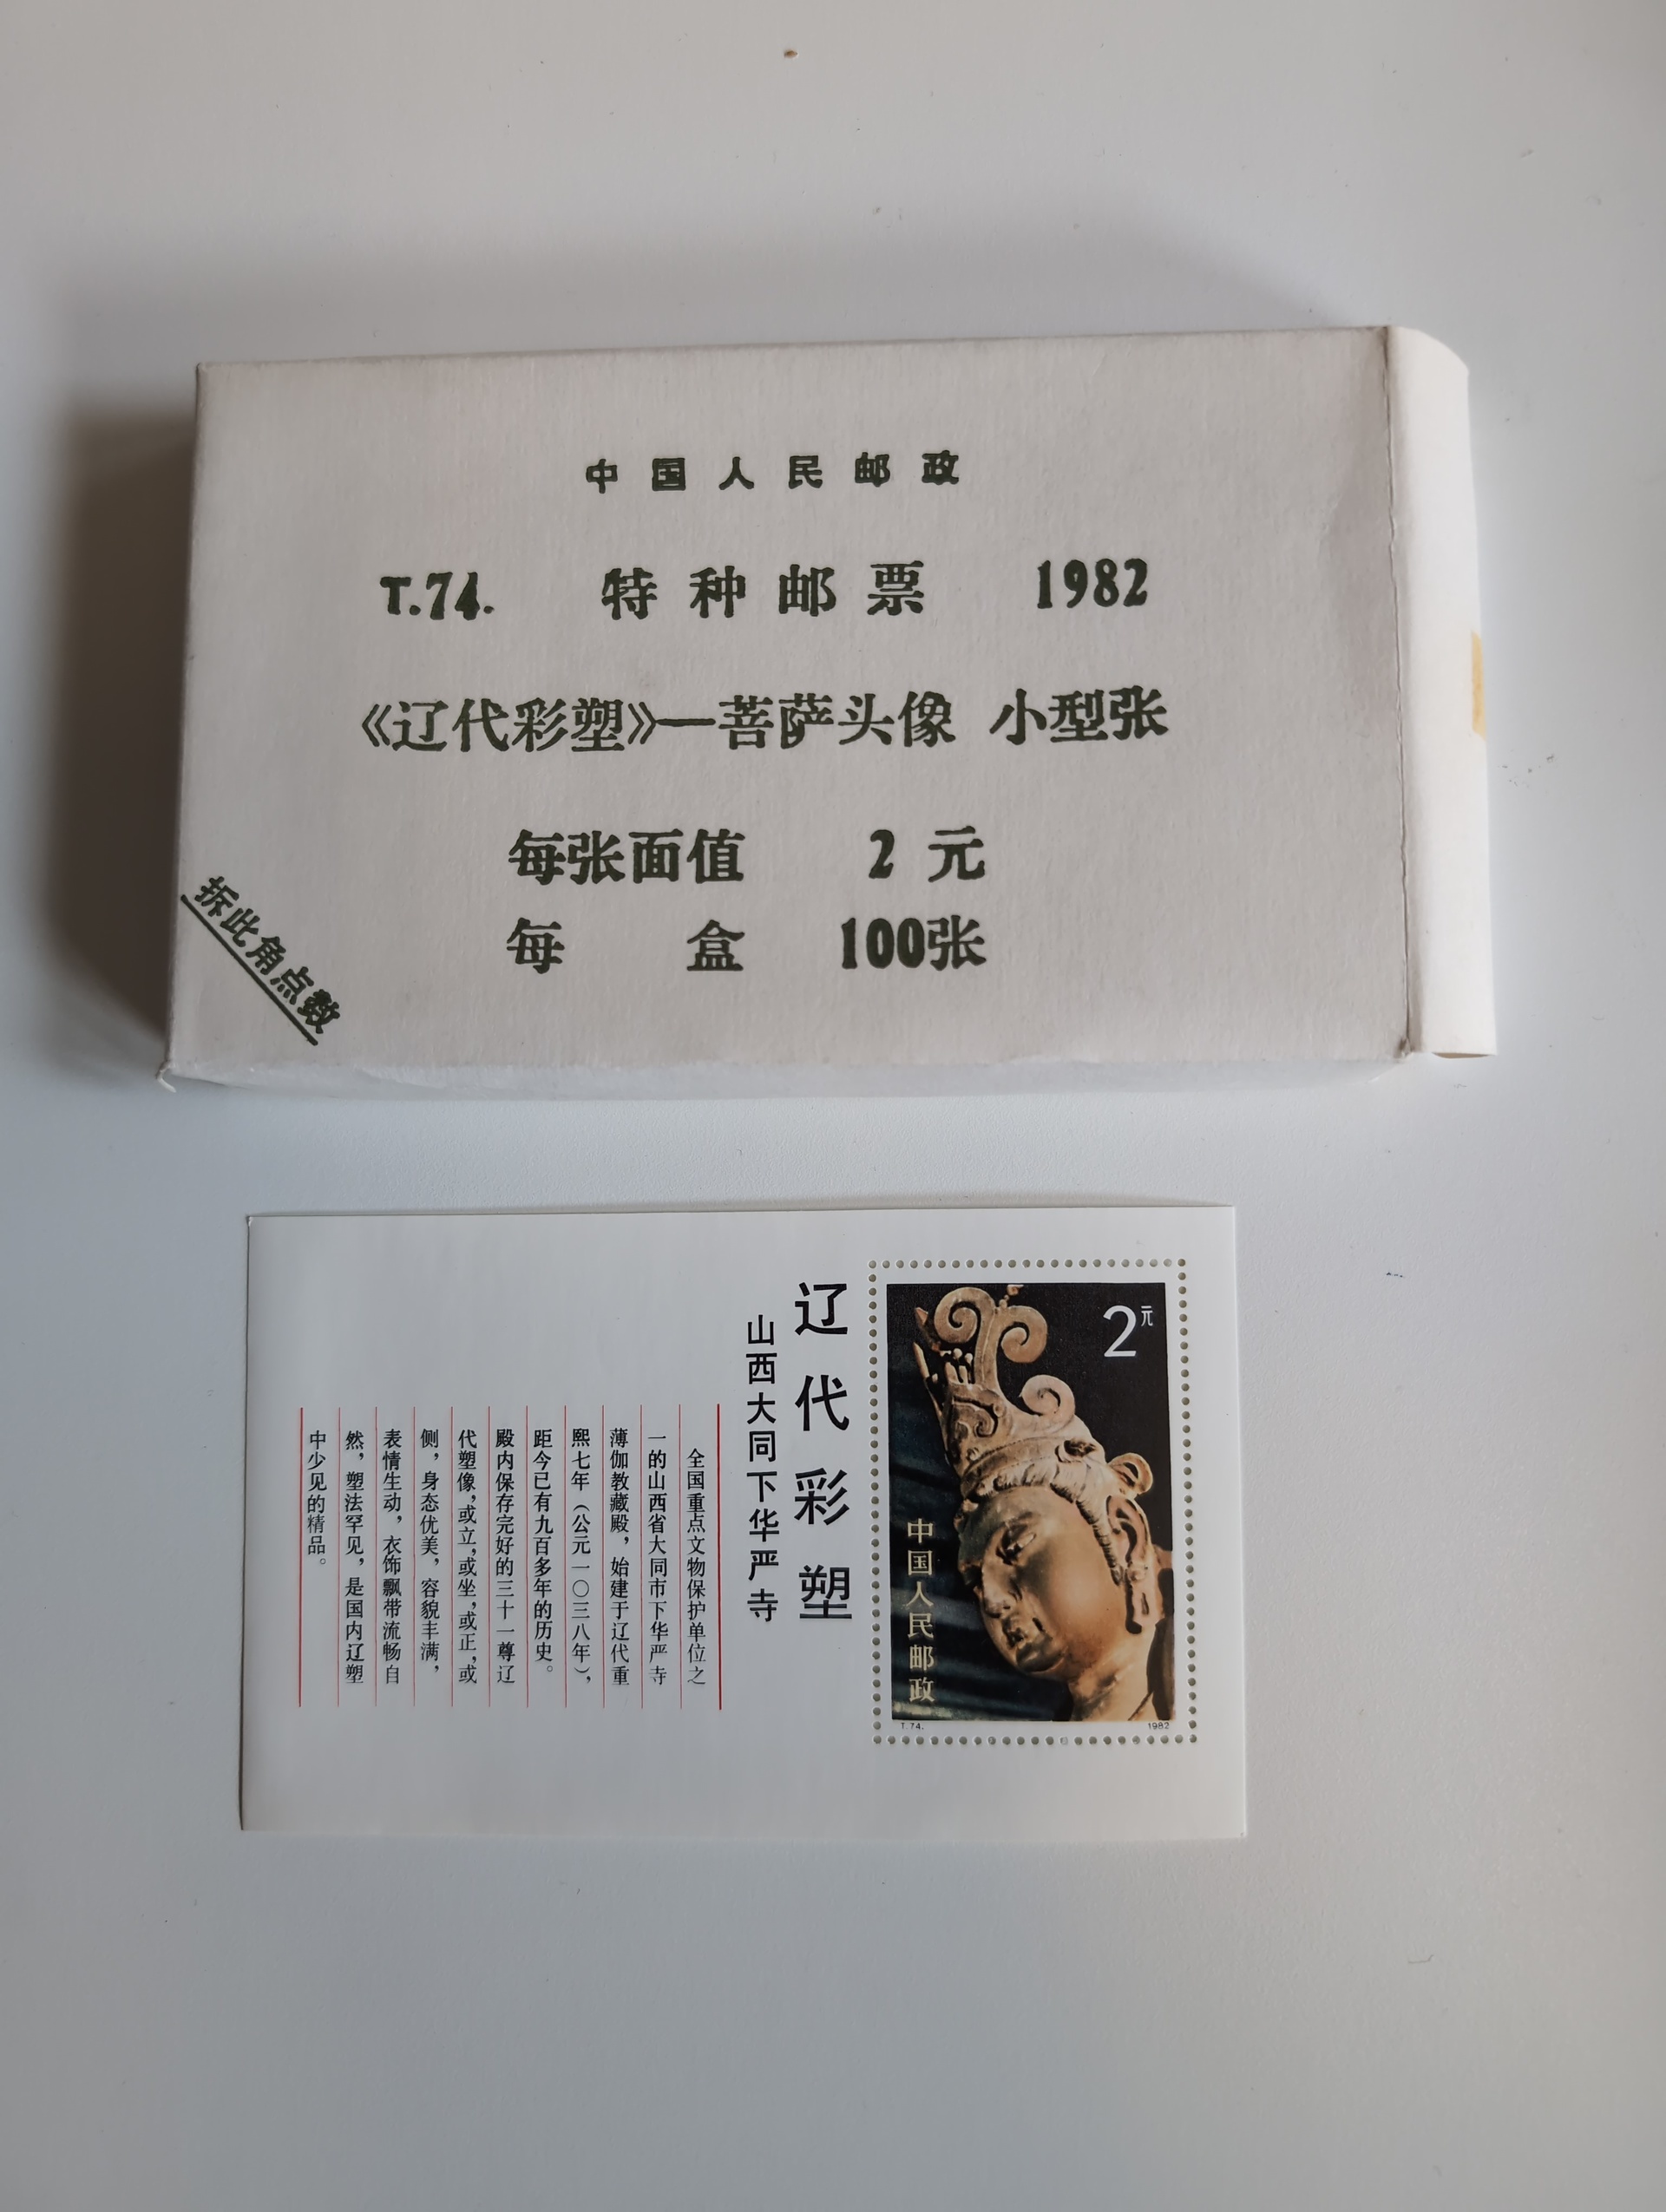 中国人民邮政
T.74. 特种邮票 1982
《辽代彩塑》—菩萨头像 小型张
每张面值 2元
每盒 100张
拆此角点数
2元
中国人民邮政
T.74. 1982
辽代彩塑
山西大同下华严寺
全国重点文物保护单位之
一的山西省大同市下华严寺
薄伽教藏殿，始建于辽代重
熙七年（公元一〇三八年），
距今已有九百多年的历史。
殿内保存完好的三十一尊辽
代塑像，或立，或坐，或正，或
侧，身态优美，容貌丰满，
表情生动，衣饰飘带流畅自
然，塑法罕见，是国内辽塑
中少见的精品。